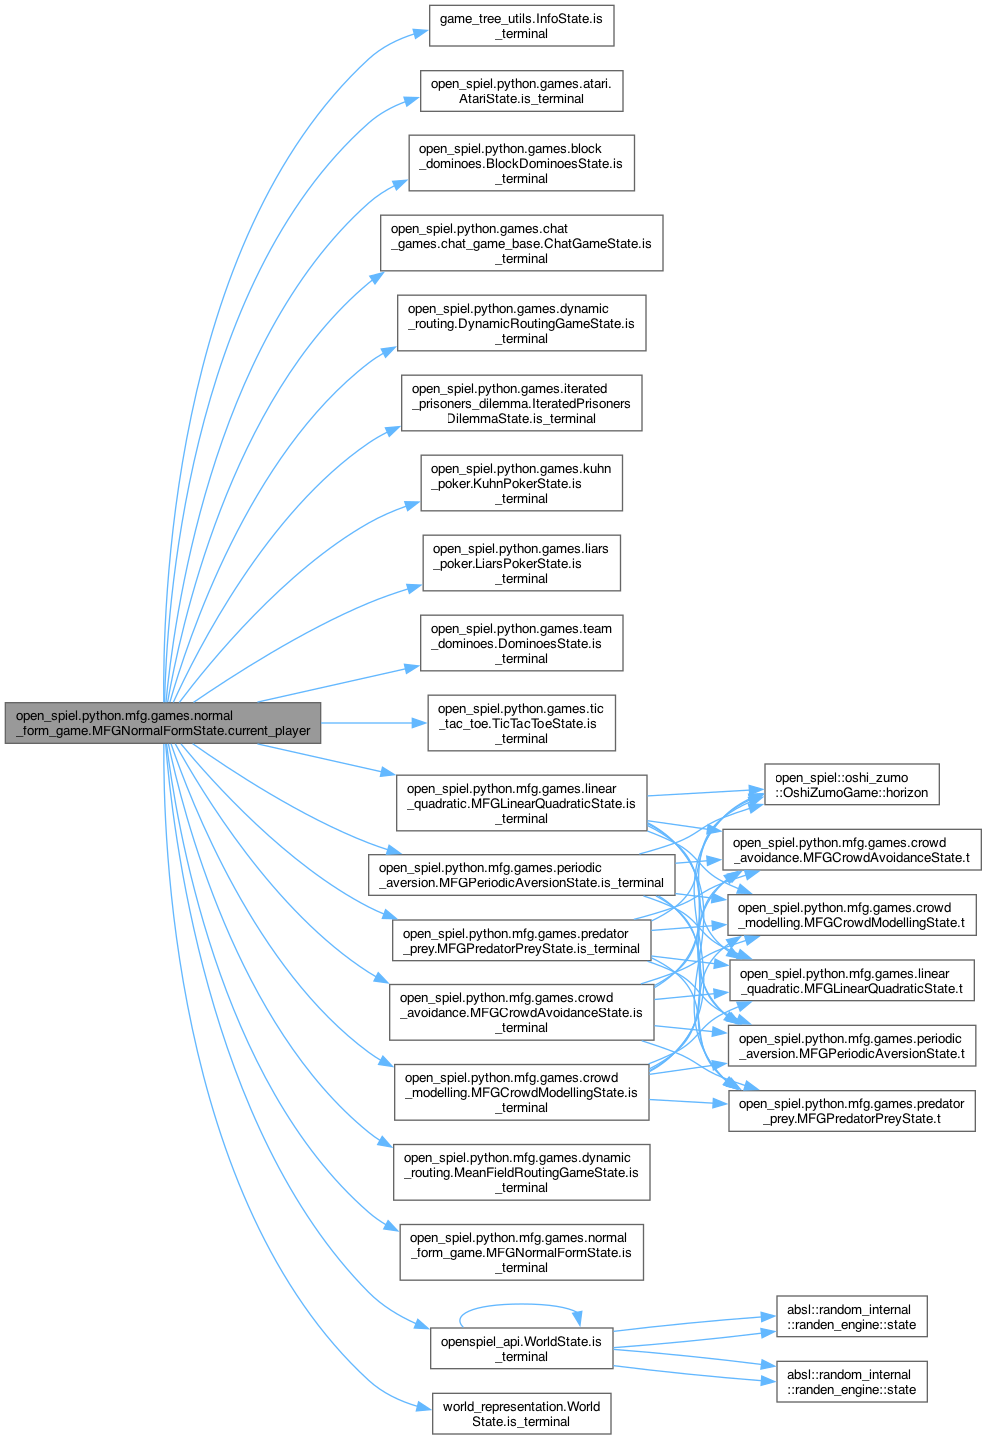 game_tree_utils.InfoState.is
_terminal
open_spiel.python.games.atari.
AtariState.is_terminal
open_spiel.python.games.block
_dominoes.BlockDominoesState.is
_terminal
open_spiel.python.games.chat
_games.chat_game_base.ChatGameState.is
_terminal
open_spiel.python.games.dynamic
_routing.DynamicRoutingGameState.is
_terminal
open_spiel.python.games.iterated
_prisoners_dilemma.IteratedPrisoners
DilemmaState.is_terminal
open_spiel.python.games.kuhn
_poker.KuhnPokerState.is
_terminal
open_spiel.python.games.liars
_poker.LiarsPokerState.is
_terminal
open_spiel.python.games.team
_dominoes.DominoesState.is
_terminal
open_spiel.python.mfg.games.normal
_form_game.MFGNormalFormState.current_player
open_spiel.python.games.tic
_tac_toe.TicTacToeState.is
_terminal
open_spiel.python.mfg.games.linear
_quadratic.MFGLinearQuadraticState.is
_terminal
open_spiel::oshi_zumo
::OshiZumoGame::horizon
open_spiel.python.mfg.games.periodic
_aversion.MFGPeriodicAversionState.is_terminal
open_spiel.python.mfg.games.crowd
_avoidance.MFGCrowdAvoidanceState.t
open_spiel.python.mfg.games.predator
_prey.MFGPredatorPreyState.is_terminal
open_spiel.python.mfg.games.crowd
_modelling.MFGCrowdModellingState.t
open_spiel.python.mfg.games.crowd
_avoidance.MFGCrowdAvoidanceState.is
_terminal
open_spiel.python.mfg.games.linear
_quadratic.MFGLinearQuadraticState.t
open_spiel.python.mfg.games.periodic
_aversion.MFGPeriodicAversionState.t
open_spiel.python.mfg.games.crowd
_modelling.MFGCrowdModellingState.is
_terminal
open_spiel.python.mfg.games.predator
_prey.MFGPredatorPreyState.t
open_spiel.python.mfg.games.dynamic
_routing.MeanFieldRoutingGameState.is
_terminal
open_spiel.python.mfg.games.normal
_form_game.MFGNormalFormState.is
_terminal
openspiel_api.WorldState.is
_terminal
absl::random_internal
::randen_engine::state
absl::random_internal
::randen_engine::state
world_representation.World
State.is_terminal